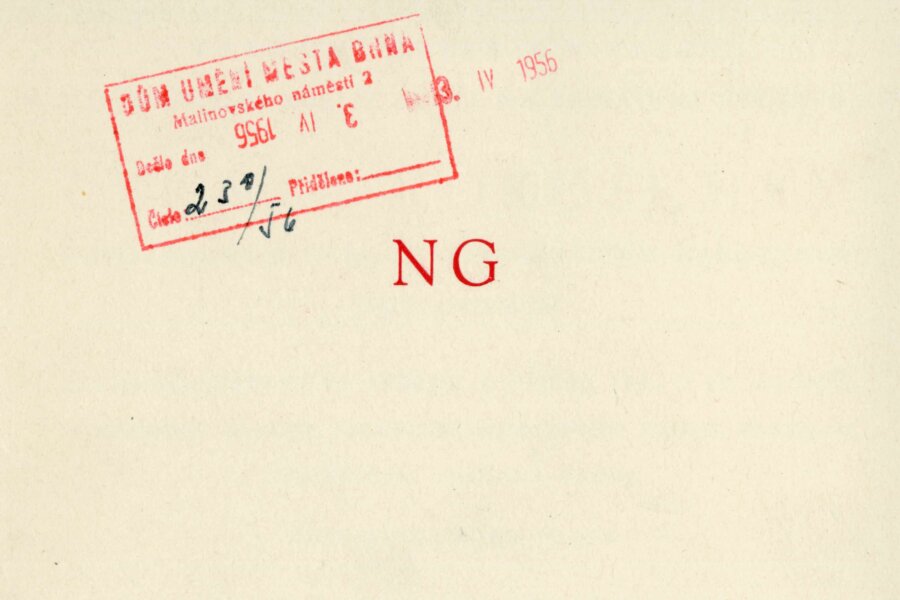 DŮM UMĚNÍ MĚSTA BRNA
Malinovského náměstí 2
3. IV 1956
3. IV 1956
Došlo dne
Číslo: 230/56 Přiděleno:
NG